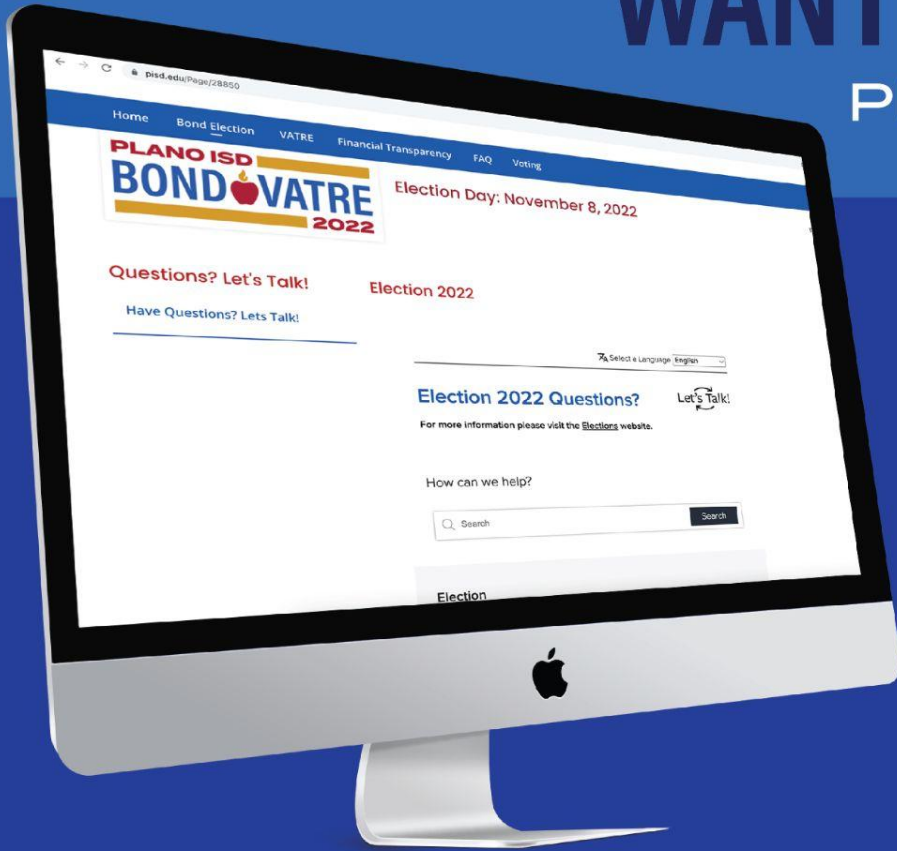 WANT
P
pisd.edu/Page/28850
Home Bond Election VATRE Financial Transparency FAQ Voting
PLANO ISD
BOND VATRE
2022
Election Day: November 8, 2022
Questions? Let's Talk!
Election 2022
Have Questions? Lets Talk!
Select a Language English
Election 2022 Questions?
Let's Talk!
For more information please visit the Elections website.
How can we help?
Search
Search
Election